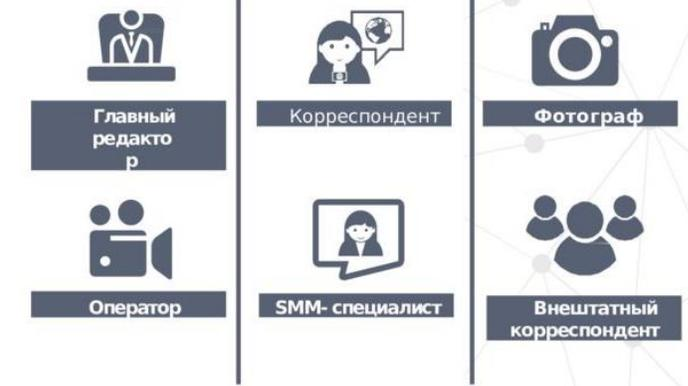 Главный
редакто
р
Корреспондент
Фотограф
Оператор
SMM- специалист
Внештатный
корреспондент